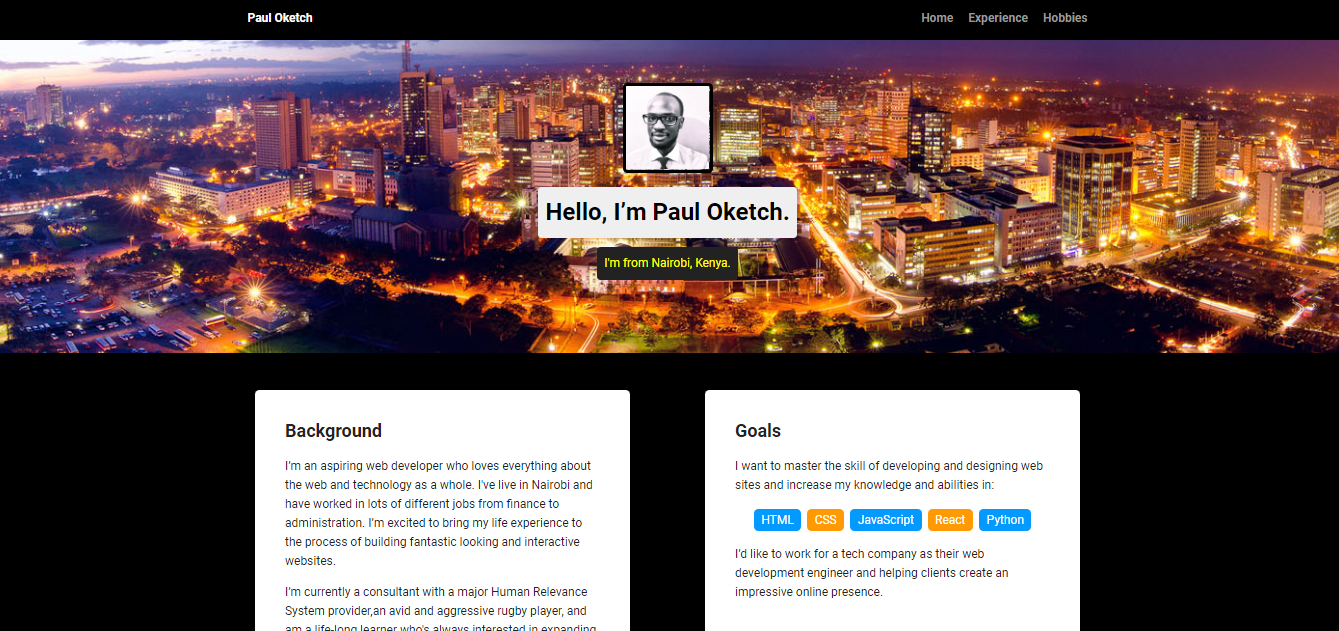 Paul Oketch
Home Experience Hobbies
Hello, I’m Paul Oketch.
I'm from Nairobi, Kenya.
Background
I’m an aspiring web developer who loves everything about
the web and technology as a whole. I've live in Nairobi and
have worked in lots of different jobs from finance to
administration. I’m excited to bring my life experience to
the process of building fantastic looking and interactive
websites.
I’m currently a consultant with a major Human Relevance
System provider,an avid and aggressive rugby player, and
am a life-long learner who's always interested in expanding
Goals
I want to master the skill of developing and designing web
sites and increase my knowledge and abilities in:
HTML CSS JavaScript React Python
I’d like to work for a tech company as their web
development engineer and helping clients create an
impressive online presence.